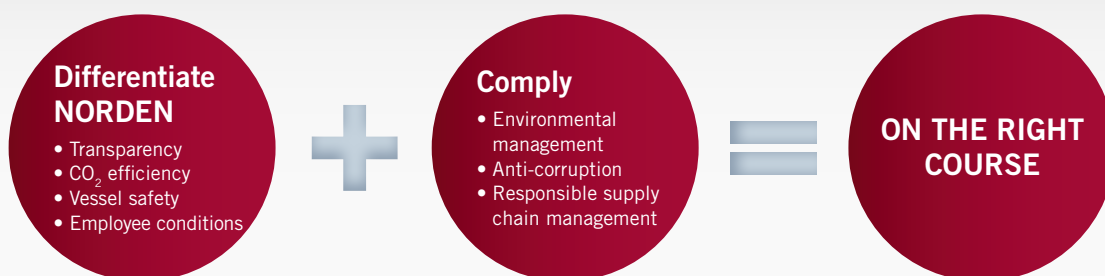 Differentiate
NORDEN
• Transparency
• CO₂ efficiency
• Vessel safety
• Employee conditions
Comply
• Environmental
management
• Anti-corruption
• Responsible supply
chain management
ON THE RIGHT
COURSE